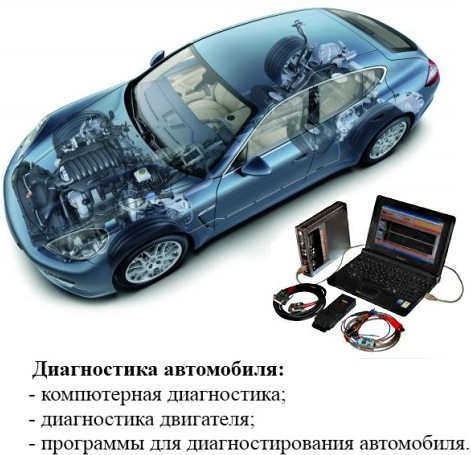 Диагностика автомобиля:
- компютерная диагностика;
- диагностика двигателя;
- программы для диагностирования автомобиля.